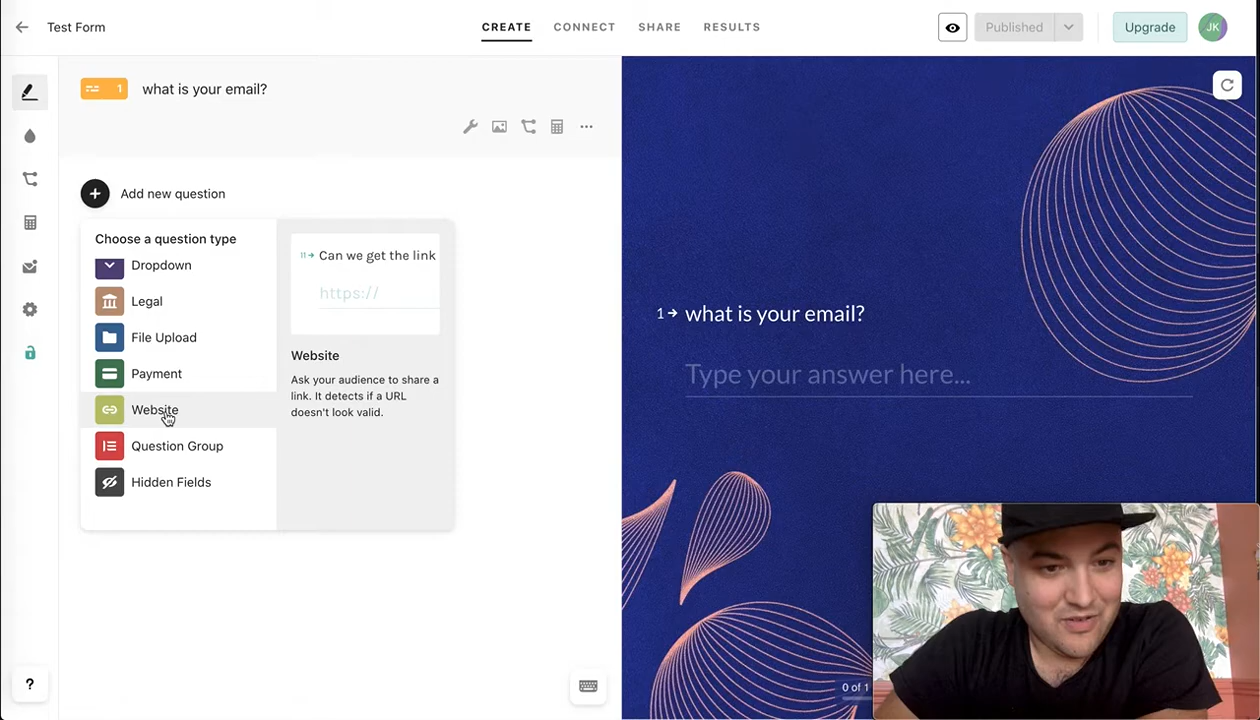 Test Form
CREATE
CONNECT
SHARE
RESULTS
Published
Upgrade
JK
1
what is your email?
Add new question
Choose a question type
Dropdown
Legal
File Upload
Payment
Website
Question Group
Hidden Fields
11→ Can we get the link
https://
Website
Ask your audience to share a
link. It detects if a URL
doesn't look valid.
1→ what is your email?
Type your answer here...
0 of 1
?